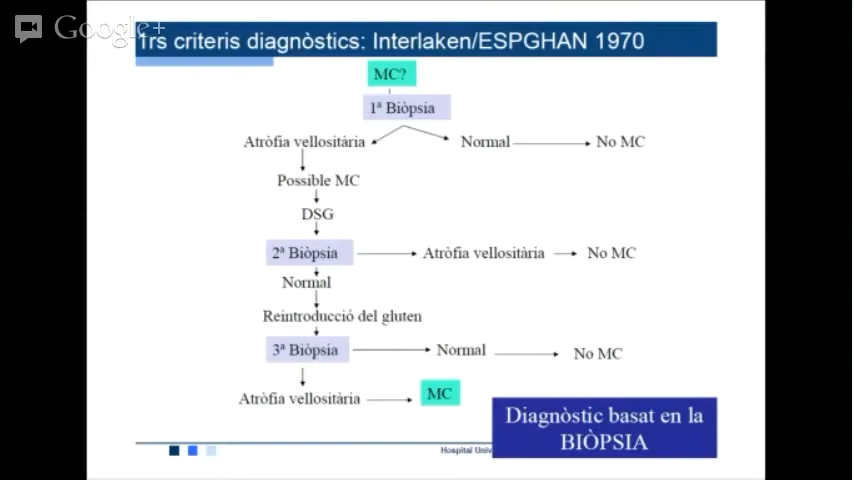 Google+
1rs criteris diagnòstics: Interlaken/ESPGHAN 1970
MC?
1ª Biòpsia
Atròfia vellositària
Normal
No MC
Possible MC
DSG
2ª Biòpsia
Atròfia vellositària
No MC
Normal
Reintroducció del gluten
3ª Biòpsia
Normal
No MC
Atròfia vellositària
MC
Diagnòstic basat en la
BIÒPSIA
Hospital